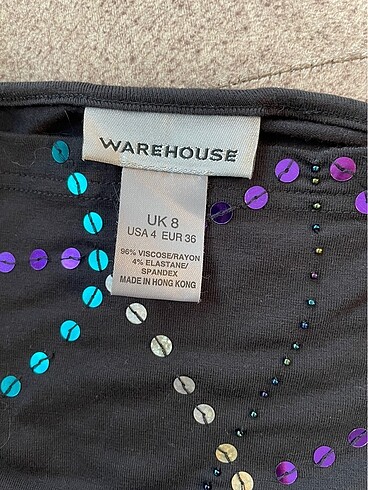 WAREHOUSE
UK 8
USA 4 EUR 36
96% VISCOSE/RAYON
4% ELASTANE/
SPANDEX
MADE IN HONG KONG